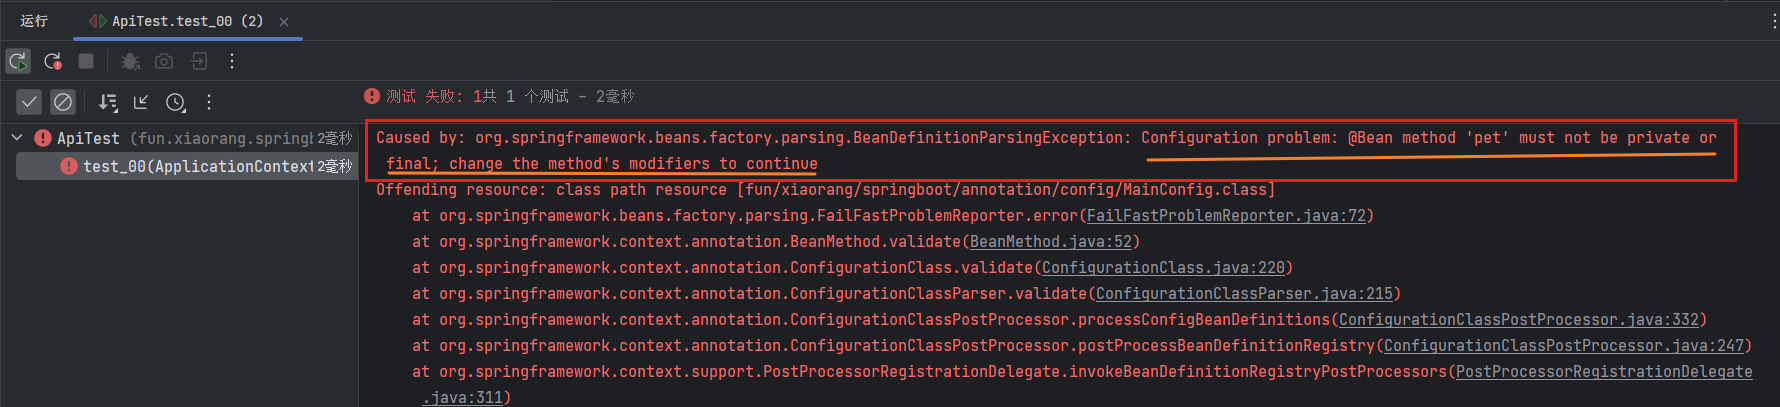 运行
ApiTest.test_00 (2)
测试 失败: 1共 1 个测试 – 2毫秒
ApiTest (fun.xiaorang.springb 2毫秒
test_00(ApplicationContext 2毫秒
Caused by: org.springframework.beans.factory.parsing.BeanDefinitionParsingException: Configuration problem: @Bean method 'pet' must not be private or
final; change the method's modifiers to continue
Offending resource: class path resource [fun/xiaorang/springboot/annotation/config/MainConfig.class]
at org.springframework.beans.factory.parsing.FailFastProblemReporter.error(FailFastProblemReporter.java:72)
at org.springframework.context.annotation.BeanMethod.validate(BeanMethod.java:52)
at org.springframework.context.annotation.ConfigurationClass.validate(ConfigurationClass.java:220)
at org.springframework.context.annotation.ConfigurationClassParser.validate(ConfigurationClassParser.java:215)
at org.springframework.context.annotation.ConfigurationClassPostProcessor.processConfigBeanDefinitions(ConfigurationClassPostProcessor.java:332)
at org.springframework.context.annotation.ConfigurationClassPostProcessor.postProcessBeanDefinitionRegistry(ConfigurationClassPostProcessor.java:247)
at org.springframework.context.support.PostProcessorRegistrationDelegate.invokeBeanDefinitionRegistryPostProcessors(PostProcessorRegistrationDelegate
.java:311)